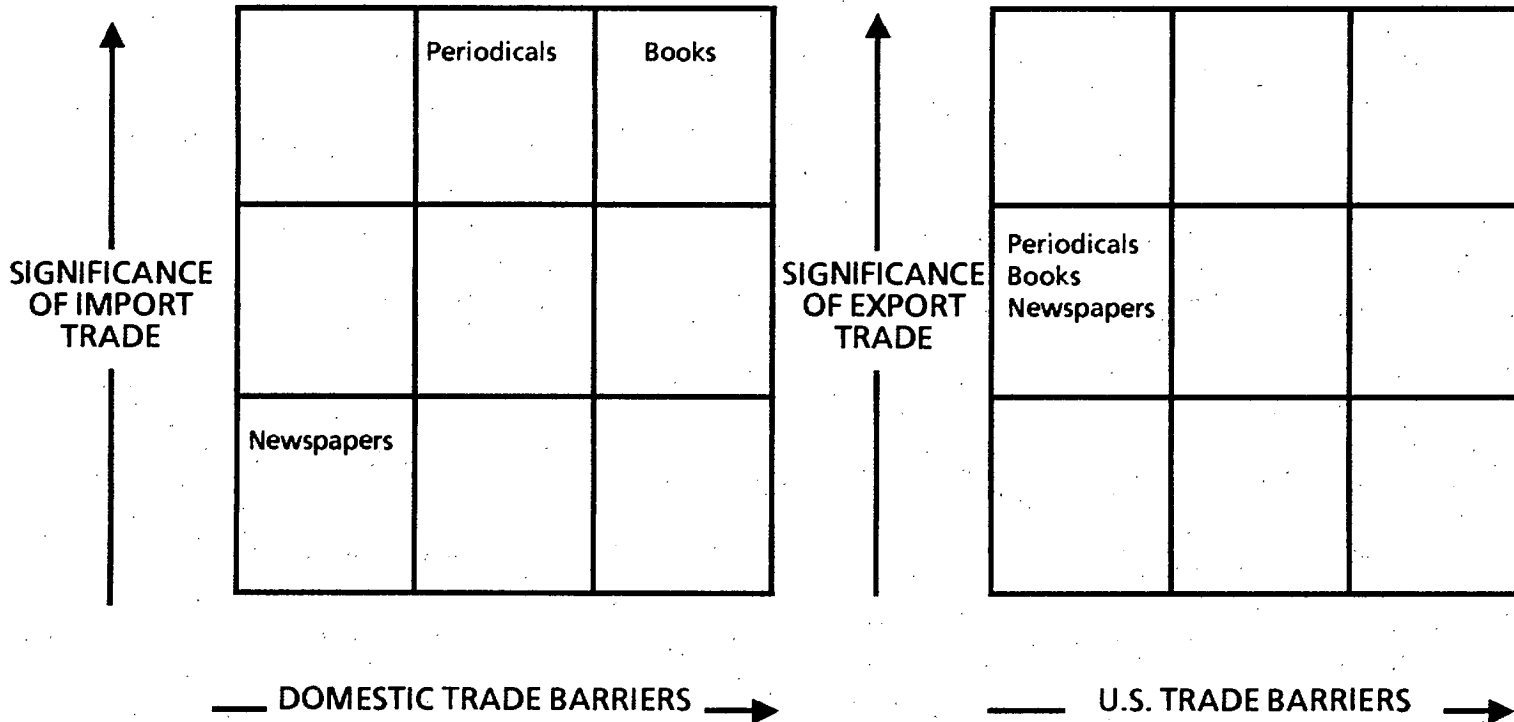 Periodicals
Books
SIGNIFICANCE
OF IMPORT
TRADE
Newspapers
DOMESTIC TRADE BARRIERS
SIGNIFICANCE
OF EXPORT
TRADE
Periodicals
Books
Newspapers
U.S. TRADE BARRIERS